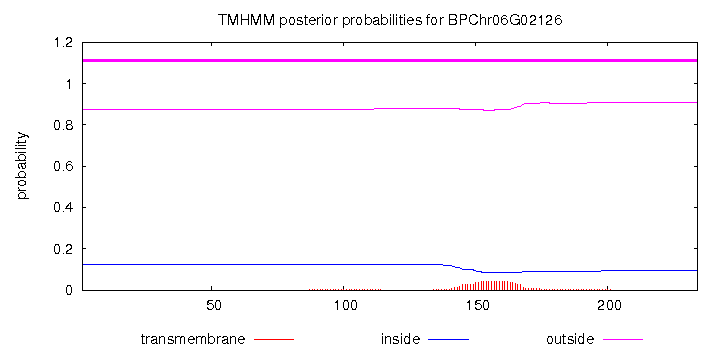 TMHMM posterior probabilities for BPChr06G02126
1.2
1
0.8
0.6
0.4
0.2
0
probability
50
100
150
200
transmembrane
inside
outside